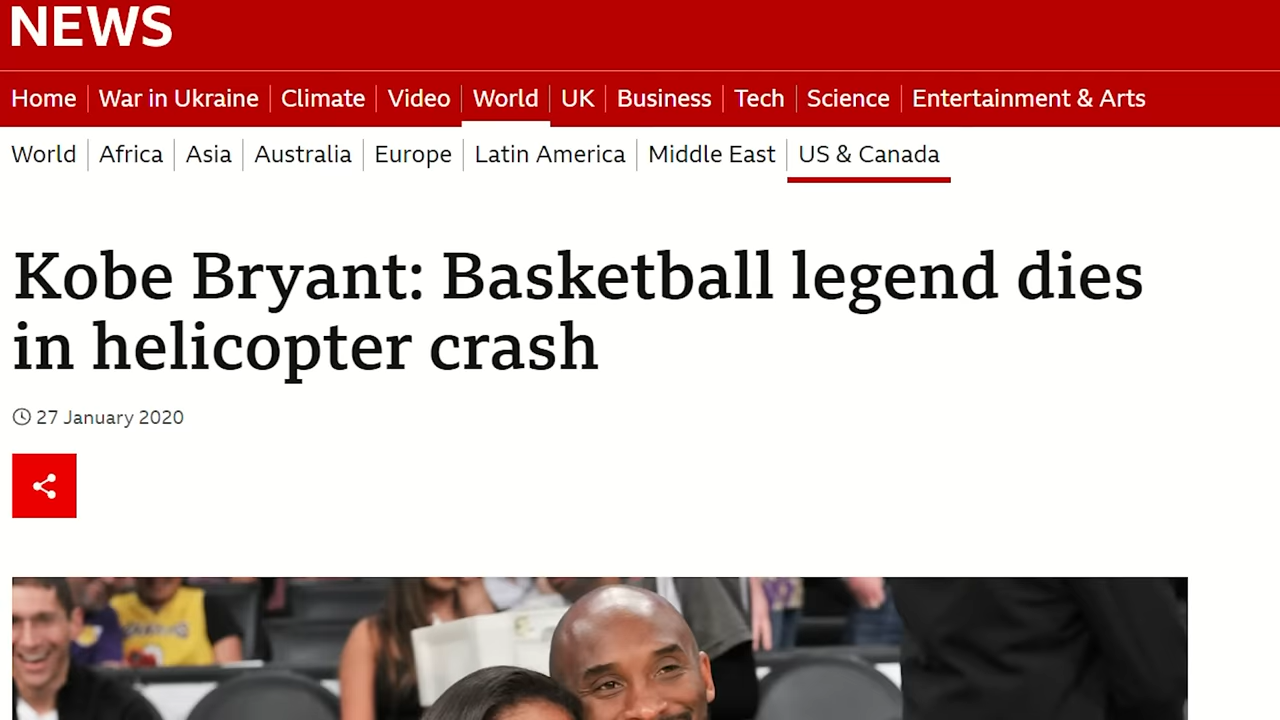 NEWS
Home War in Ukraine Climate Video World UK Business Tech Science Entertainment & Arts
World Africa Asia Australia Europe Latin America Middle East US & Canada
Kobe Bryant: Basketball legend dies
in helicopter crash
27 January 2020